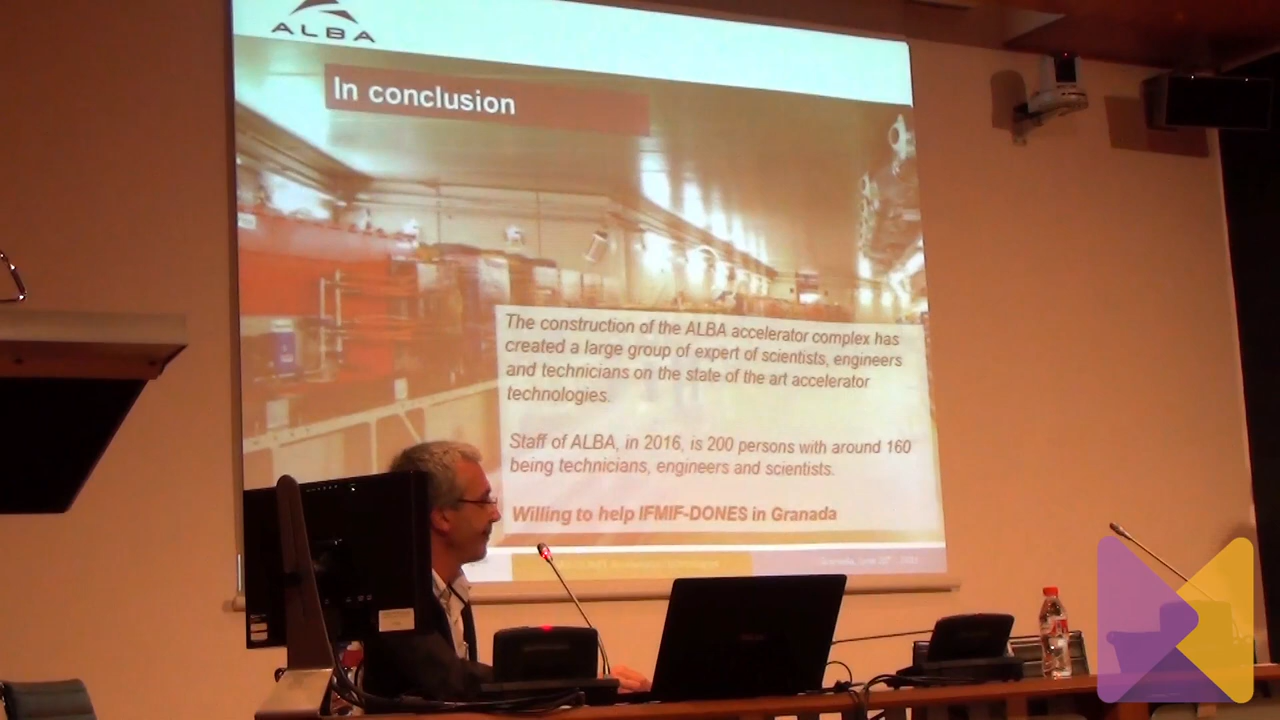 ALBA
In conclusion
The construction of the ALBA accelerator complex has
created a large group of expert of scientists, engineers
and technicians on the state of the art accelerator
technologies.
Staff of ALBA, in 2016, is 200 persons with around 160
being technicians, engineers and scientists.
Willing to help IFMIF-DONES in Granada